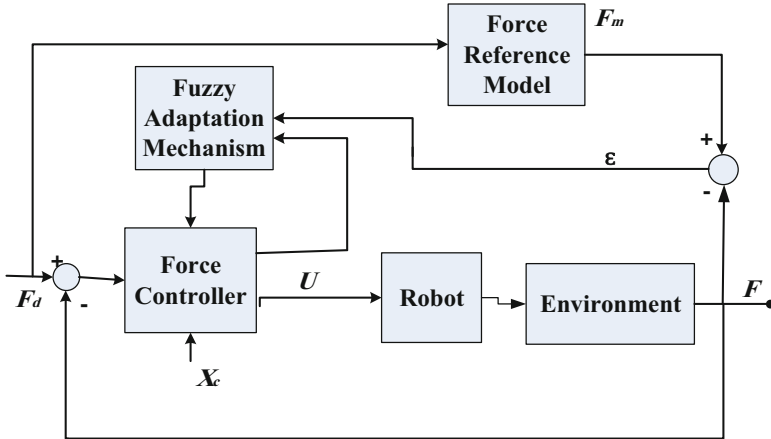 Force
Reference
Model
Fm
Fuzzy
Adaptation
Mechanism
+
ε
-
+
Fd
-
Force
Controller
U
Robot
Environment
F
Xc